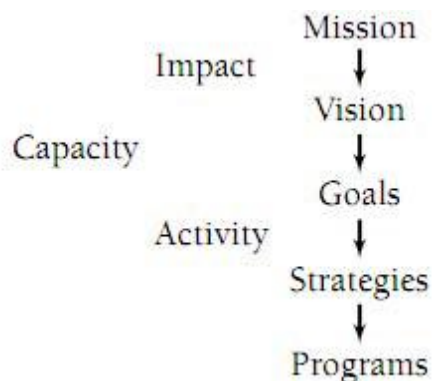 Mission
Impact
Vision
Capacity
Goals
Activity
Strategies
Programs